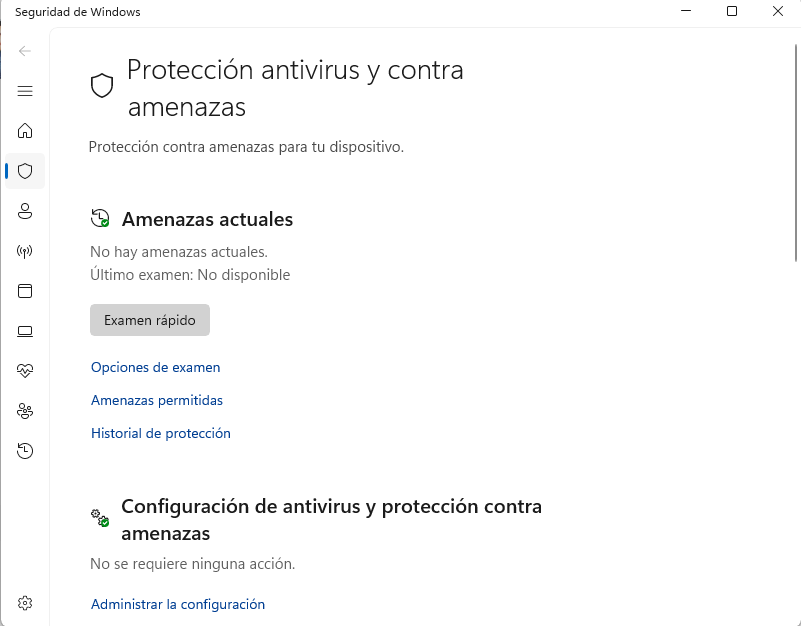 Seguridad de Windows
Protección antivirus y contra
amenazas
Protección contra amenazas para tu dispositivo.
Amenazas actuales
No hay amenazas actuales.
Último examen: No disponible
Examen rápido
Opciones de examen
Amenazas permitidas
Historial de protección
Configuración de antivirus y protección contra
amenazas
No se requiere ninguna acción.
Administrar la configuración